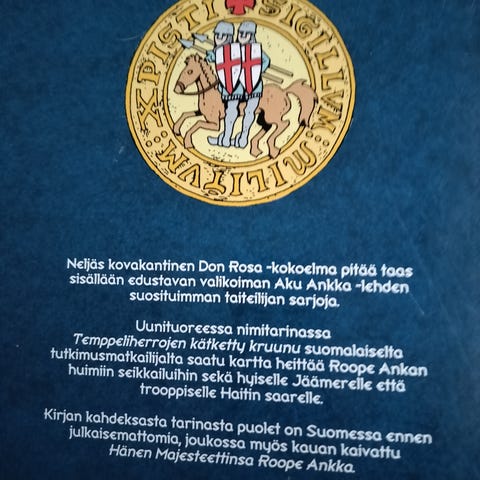 SIGILLVM ✠ MILITVM ⁝ XPISTI
Neljäs kovakantinen Don Rosa -kokoelma pitää taas
sisällään edustavan valikoiman Aku Ankka -lehden
suosituimman taiteilijan sarjoja.
Uunituoreessa nimitarinassa
Temppeliherrojen kätketty kruunu suomalaiselta
tutkimusmatkailijalta saatu kartta heittää Roope Ankan
huimiin seikkailuihin sekä hyiselle Jäämerelle että
trooppiselle Haitin saarelle.
Kirjan kahdeksasta tarinasta puolet on Suomessa ennen
julkaisemattomia, joukossa myös kauan kaivattu
Hänen Majesteettinsa Roope Ankka.